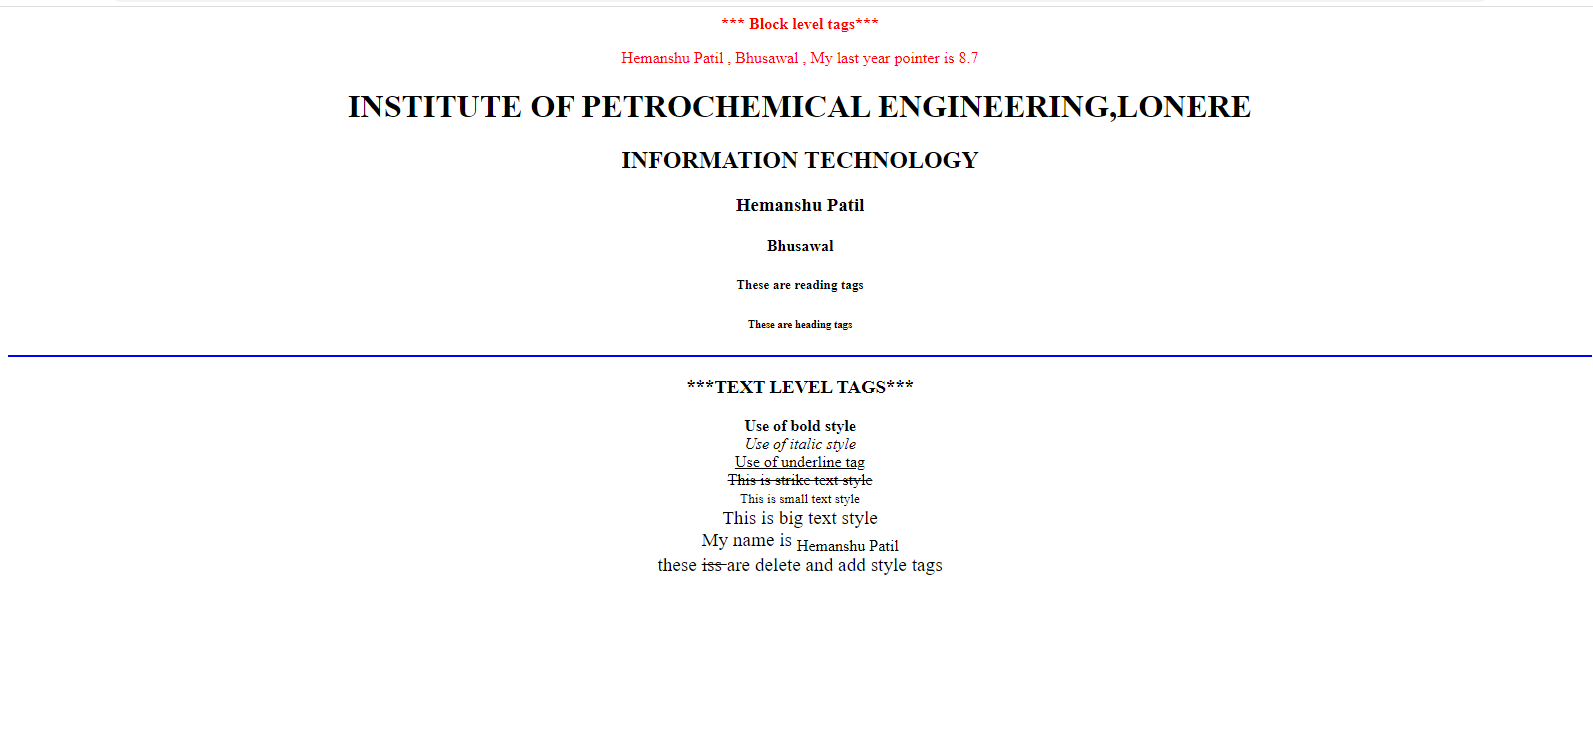 *** Block level tags***
Hemanshu Patil , Bhusawal , My last year pointer is 8.7
INSTITUTE OF PETROCHEMICAL ENGINEERING,LONERE
INFORMATION TECHNOLOGY
Hemanshu Patil
Bhusawal
These are reading tags
These are heading tags
***TEXT LEVEL TAGS***
Use of bold style
Use of italic style
Use of underline tag
This is strike text style
This is small text style
This is big text style
My name is Hemanshu Patil
these iss are delete and add style tags